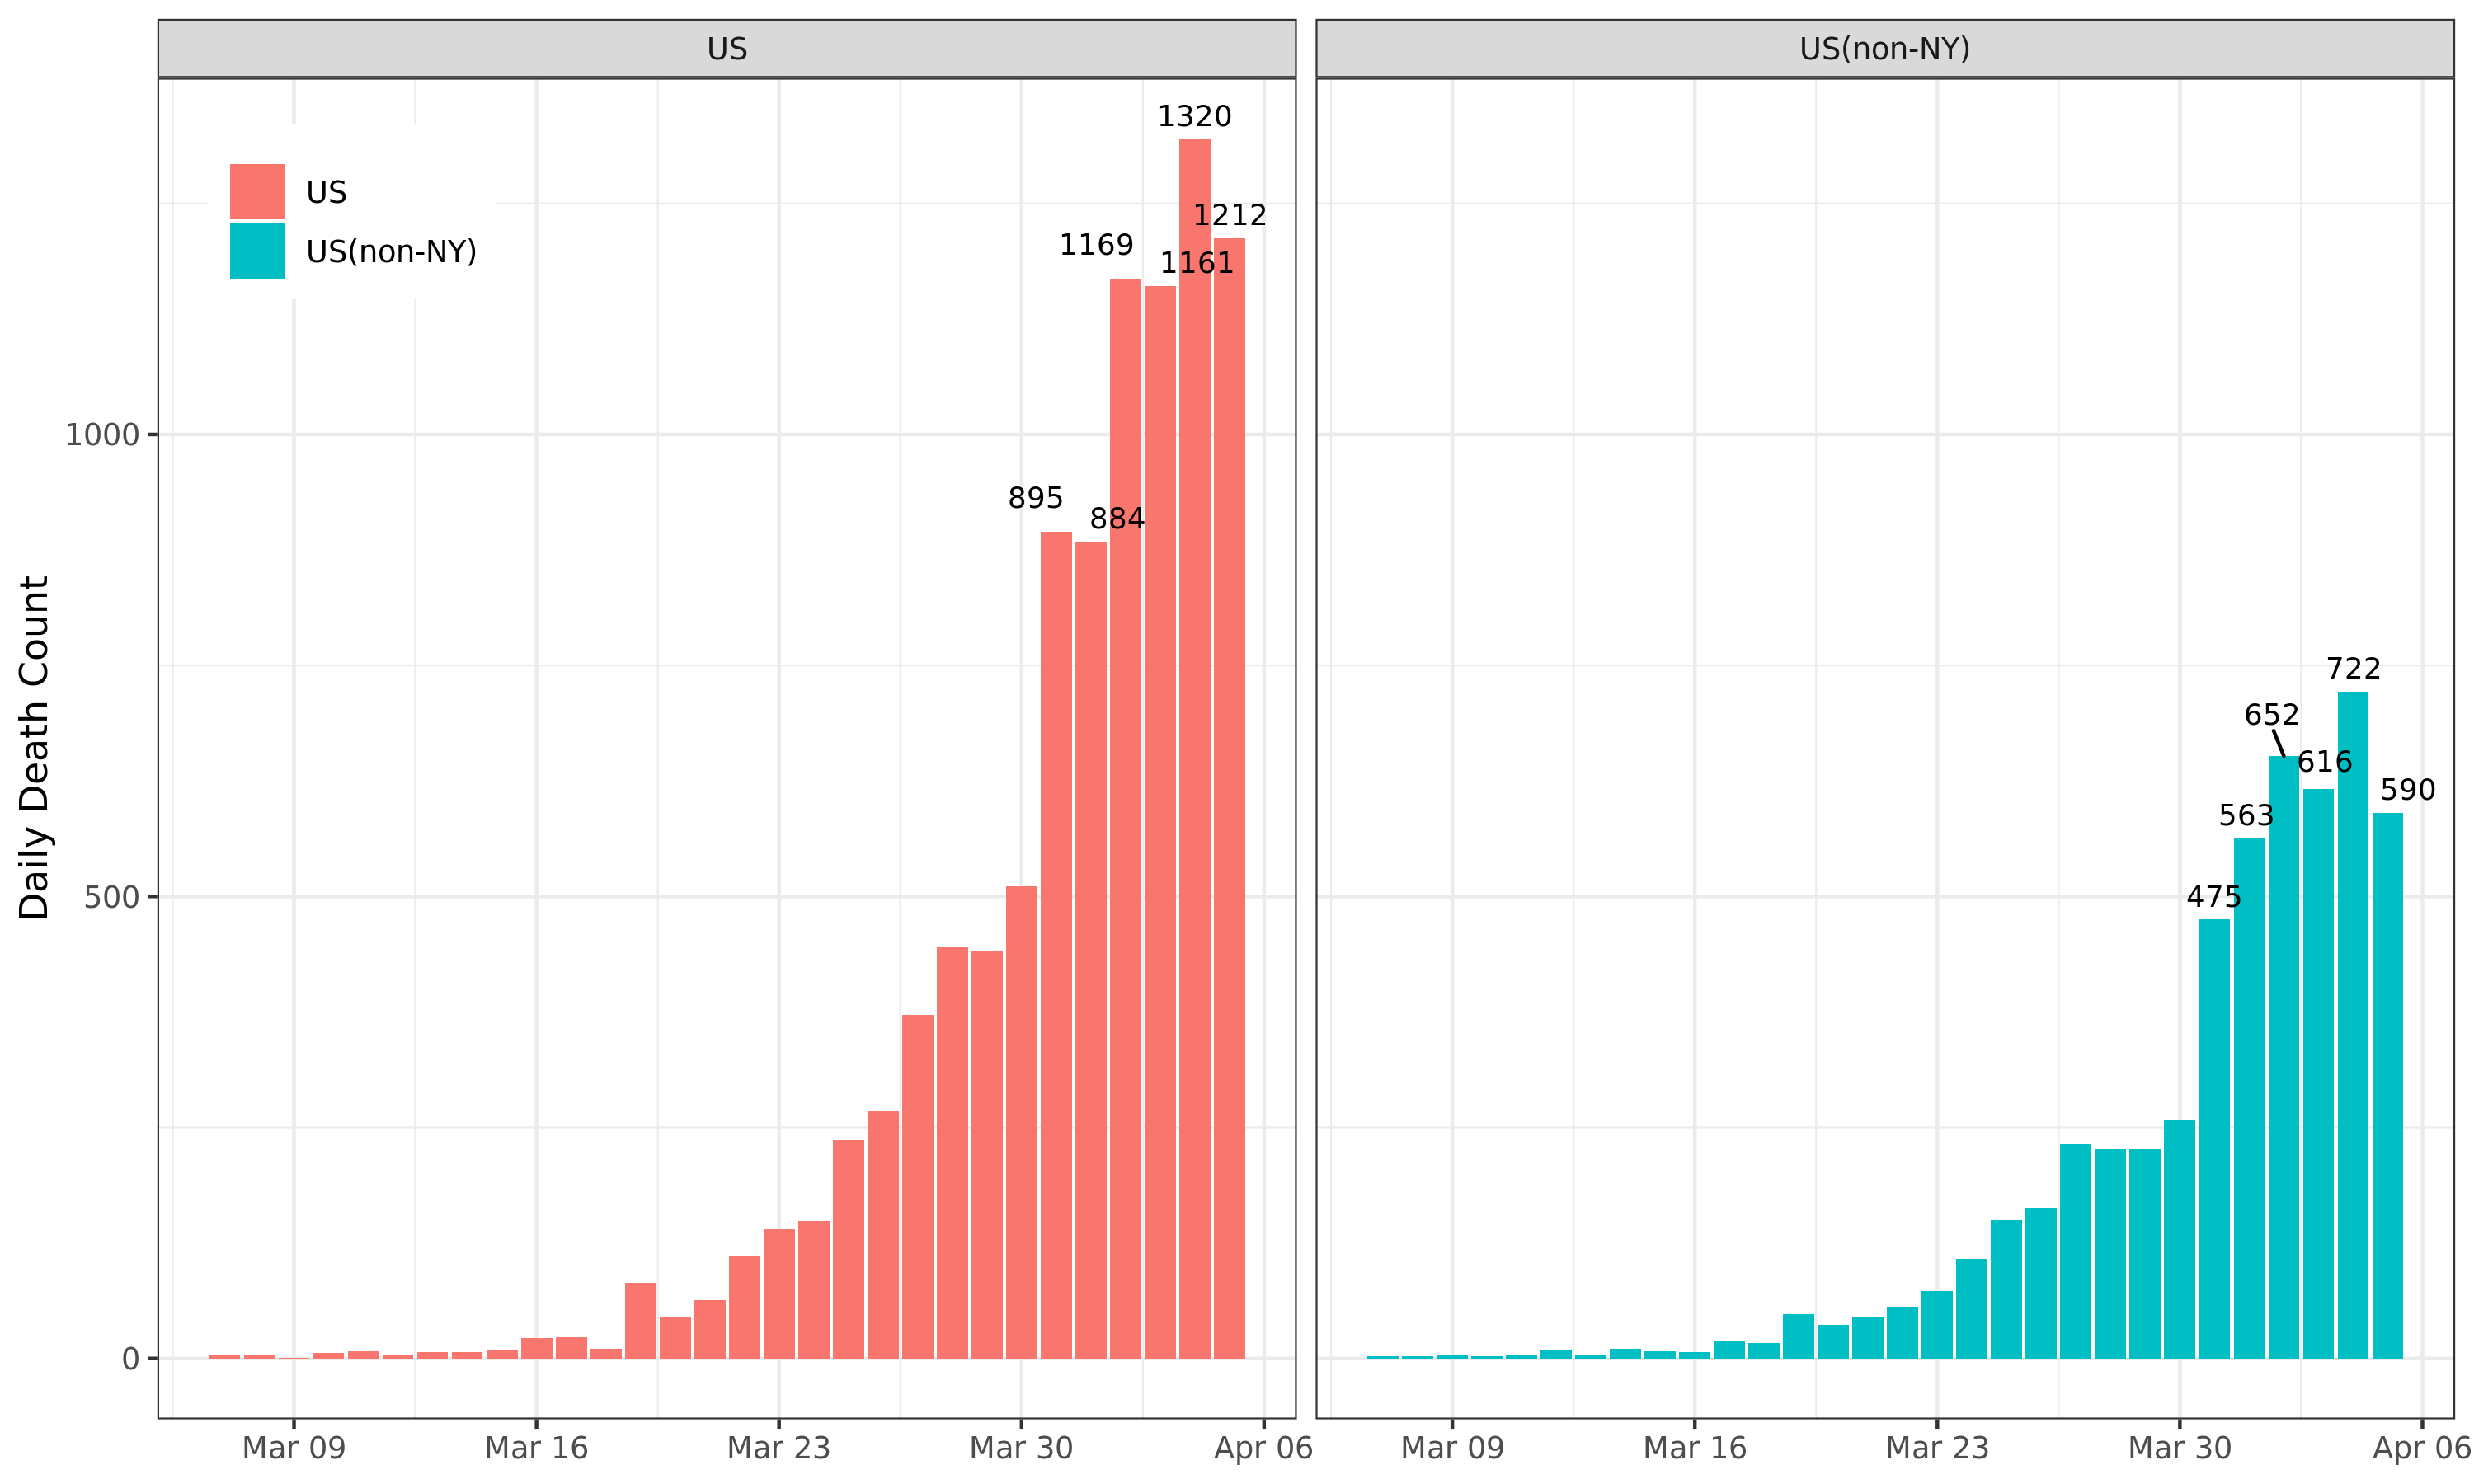 US
US(non-NY)
1320
1212
1169
1161
895
884
722
652
616
590
563
475
US
US(non-NY)
Daily Death Count
1000
500
0
Mar 09
Mar 16
Mar 23
Mar 30
Apr 06
Mar 09
Mar 16
Mar 23
Mar 30
Apr 06